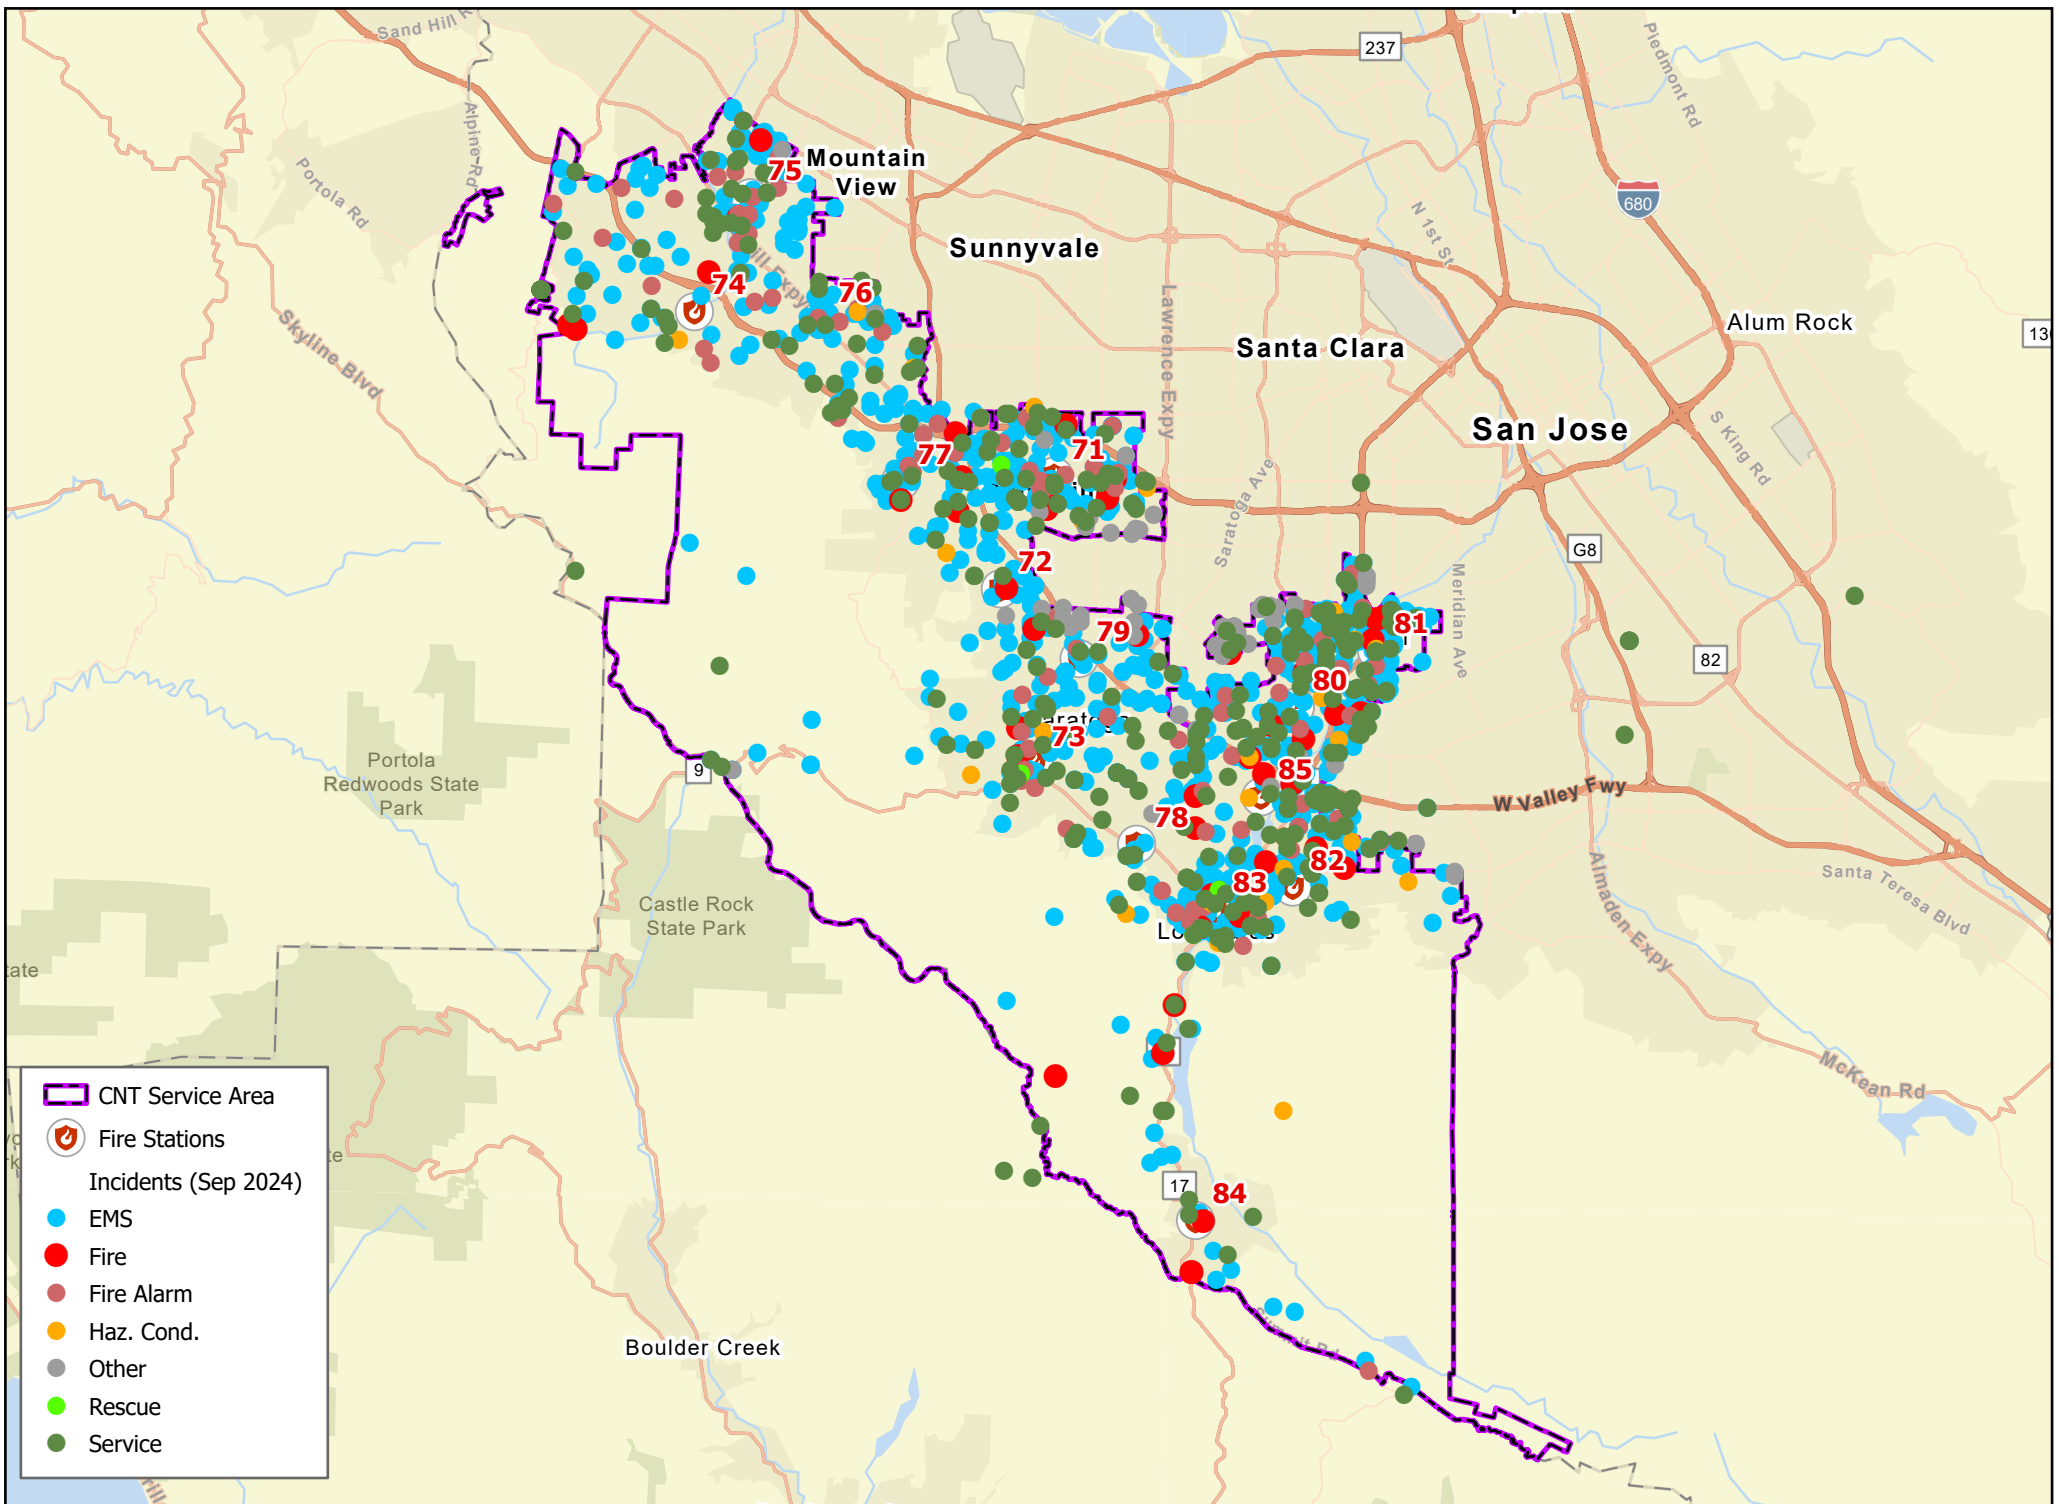 Sand Hill R
237
Piedmont Rd
Alpine Rd
Portola Rd
75
Mountain
View
680
N 1st St
Sunnyvale
74
76
Lawrence Expy
Skyline Blvd
Santa Clara
Alum Rock
130
San Jose
S King Rd
77
71
Saratoga Ave
G8
72
Meridian Ave
79
81
82
80
73
Portola
Redwoods State
Park
9
85
W Valley Fwy
78
82
83
Almaden Expy
Santa Teresa Blvd
Castle Rock
State Park
tate
McKean Rd
17
84
Summit Rd
Boulder Creek
CNT Service Area
Fire Stations
Incidents (Sep 2024)
EMS
Fire
Fire Alarm
Haz. Cond.
Other
Rescue
Service